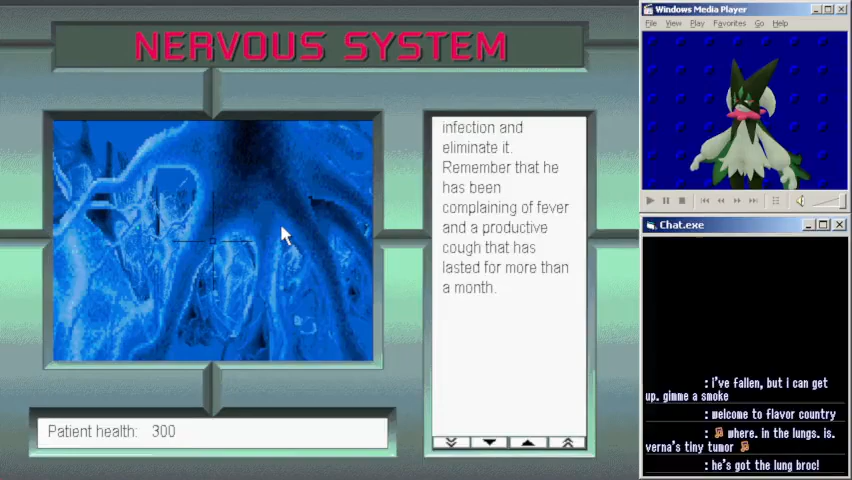 NERVOUS SYSTEM
infection and
eliminate it.
Remember that he
has been
complaining of fever
and a productive
cough that has
lasted for more than
a month.
Patient health: 300
Windows Media Player
File View Play Favorites Go Help
Chat.exe
: i've fallen, but i can get
up. gimme a smoke
: welcome to flavor country
: 🎵 where. in the lungs. is.
verna's tiny tumor 🎵
: he's got the lung broc!